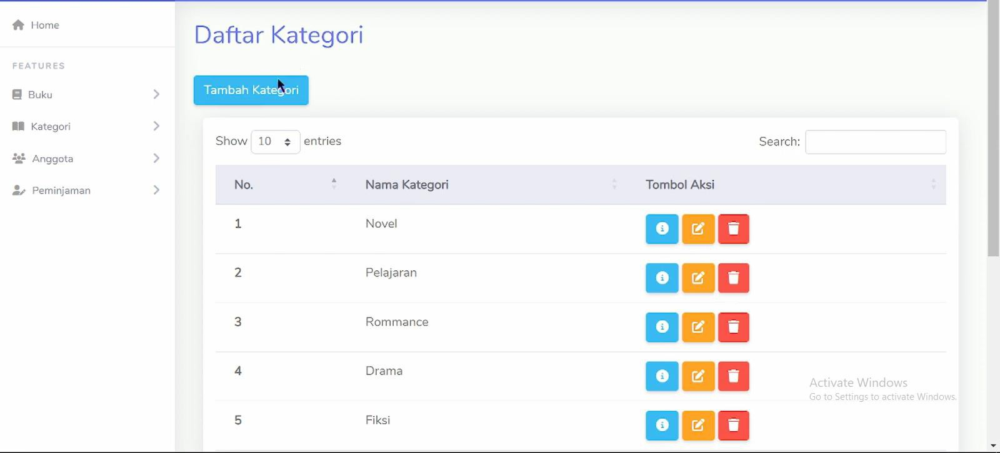 Home
FEATURES
Buku
Kategori
Anggota
Peminjaman
Daftar Kategori
Tambah Kategori
Show 10 entries
Search:
No. Nama Kategori Tombol Aksi
1 Novel
2 Pelajaran
3 Rommance
4 Drama
5 Fiksi
Activate Windows
Go to Settings to activate Windows.